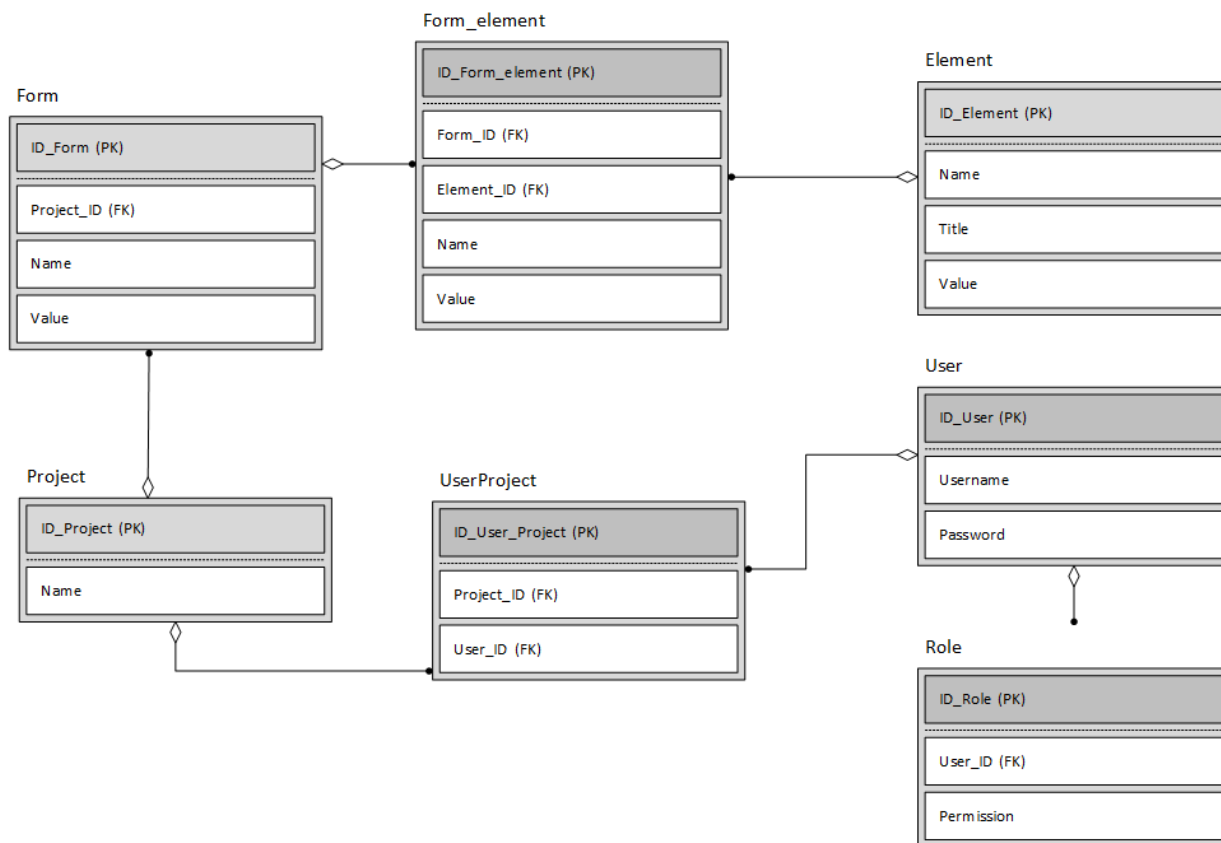 Form_element
ID_Form_element (PK)
Form_ID (FK)
Element_ID (FK)
Name
Value
Element
ID_Element (PK)
Name
Title
Value
Form
ID_Form (PK)
Project_ID (FK)
Name
Value
User
ID_User (PK)
Username
Password
Project
ID_Project (PK)
Name
UserProject
ID_User_Project (PK)
Project_ID (FK)
User_ID (FK)
Role
ID_Role (PK)
User_ID (FK)
Permission